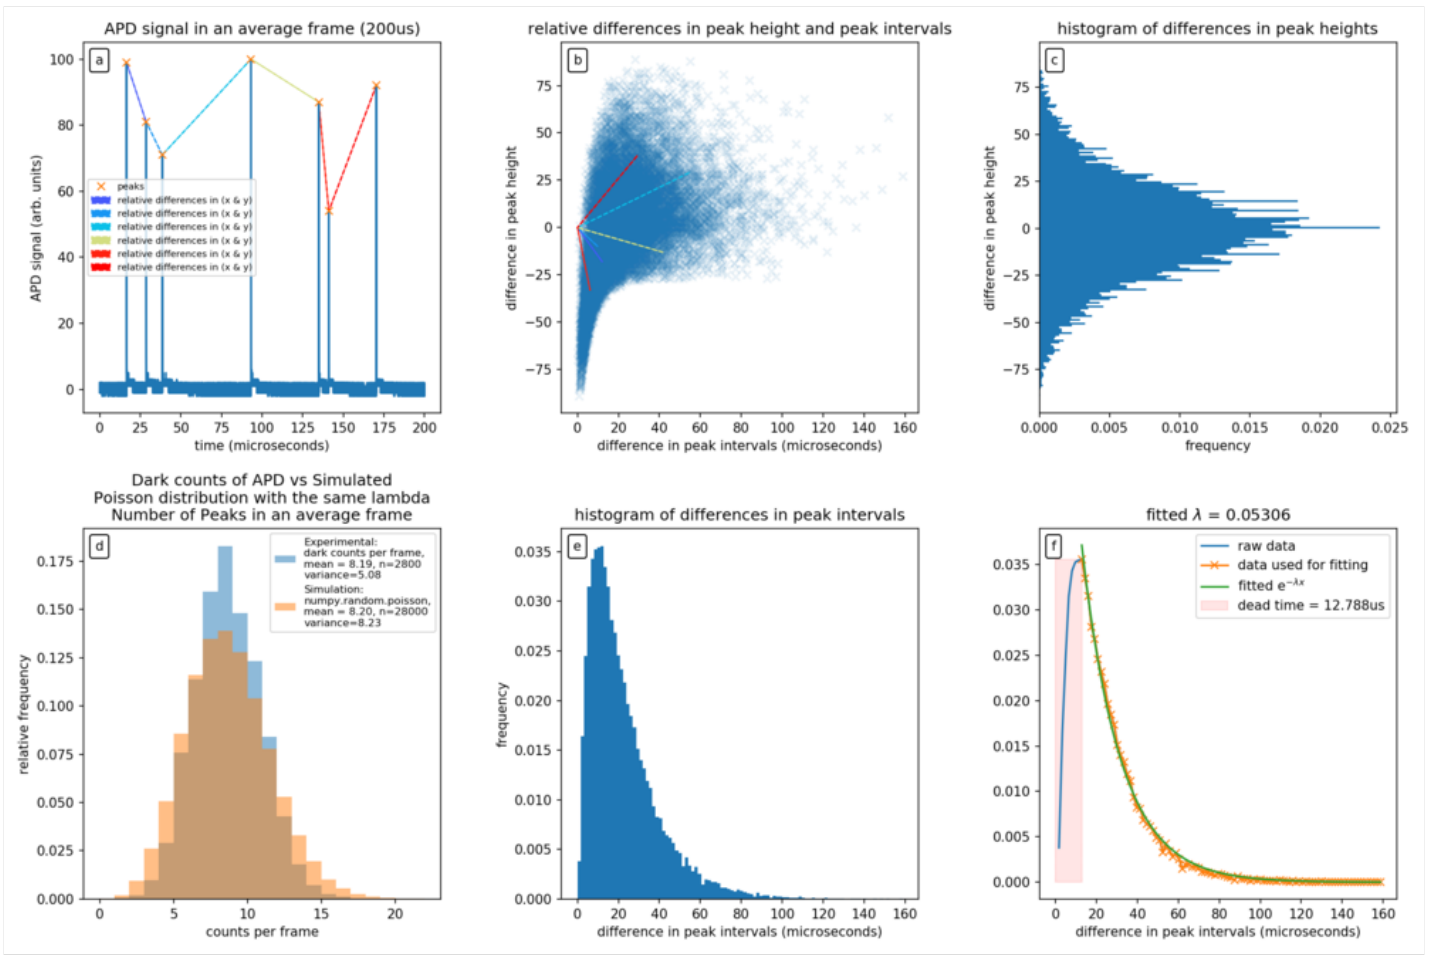 APD signal in an average frame (200us)
a
100
80
60
40
20
0
APD signal (arb. units)
peaks
relative differences in (x & y)
relative differences in (x & y)
relative differences in (x & y)
relative differences in (x & y)
relative differences in (x & y)
relative differences in (x & y)
0 25 50 75 100 125 150 175 200
time (microseconds)
relative differences in peak height and peak intervals
b
75
50
25
0
−25
−50
−75
difference in peak height
0 20 40 60 80 100 120 140 160
difference in peak intervals (microseconds)
histogram of differences in peak heights
c
75
50
25
0
−25
−50
−75
difference in peak height
0.000 0.005 0.010 0.015 0.020 0.025
frequency
Dark counts of APD vs Simulated
Poisson distribution with the same lambda
Number of Peaks in an average frame
d
0.175
0.150
0.125
0.100
0.075
0.050
0.025
0.000
relative frequency
Experimental:
dark counts per frame,
mean = 8.19, n=2800
variance=5.08
Simulation:
numpy.random.poisson,
mean = 8.20, n=28000
variance=8.23
0 5 10 15 20
counts per frame
histogram of differences in peak intervals
e
0.035
0.030
0.025
0.020
0.015
0.010
0.005
0.000
frequency
0 20 40 60 80 100 120 140 160
difference in peak intervals (microseconds)
fitted λ = 0.05306
f
0.035
0.030
0.025
0.020
0.015
0.010
0.005
0.000
raw data
data used for fitting
fitted e^−λx
dead time = 12.788us
0 20 40 60 80 100 120 140 160
difference in peak intervals (microseconds)